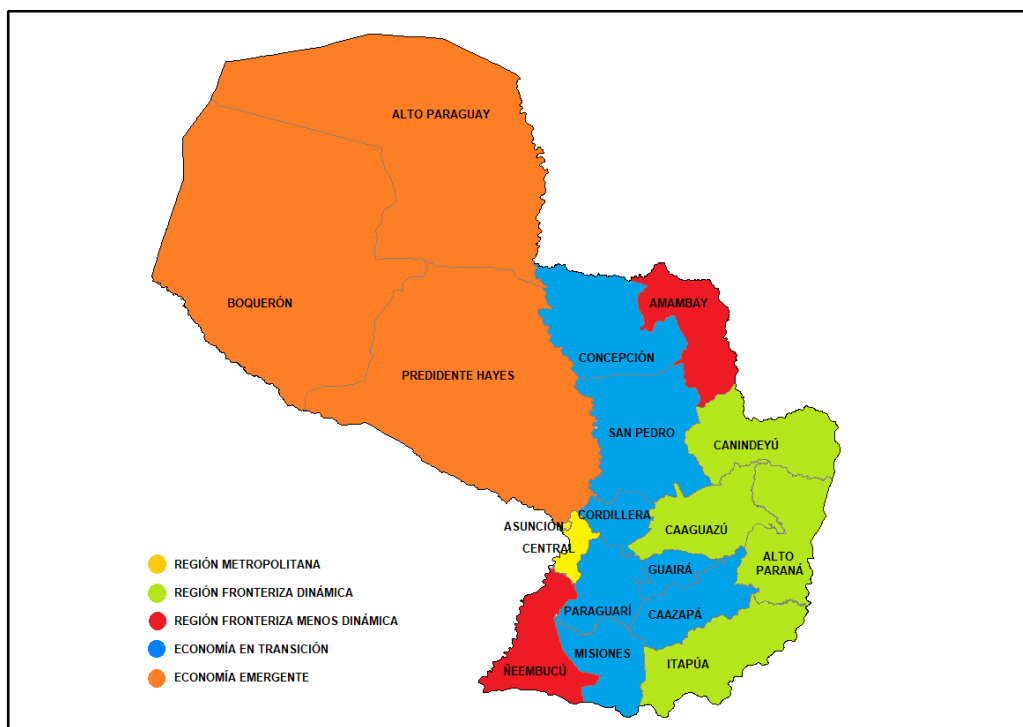 ALTO PARAGUAY
BOQUERÓN
AMAMBAY
CONCEPCIÓN
PREDIDENTE HAYES
SAN PEDRO
CANINDEYÚ
CORDILLERA
ASUNCIÓN
CAAGUAZÚ
CENTRAL
ALTO
PARANÁ
GUAIRÁ
PARAGUARÍ
CAAZAPÁ
MISIONES
ITAPÚA
ÑEEMBUCÚ
REGIÓN METROPOLITANA
REGIÓN FRONTERIZA DINÁMICA
REGIÓN FRONTERIZA MENOS DINÁMICA
ECONOMÍA EN TRANSICIÓN
ECONOMÍA EMERGENTE